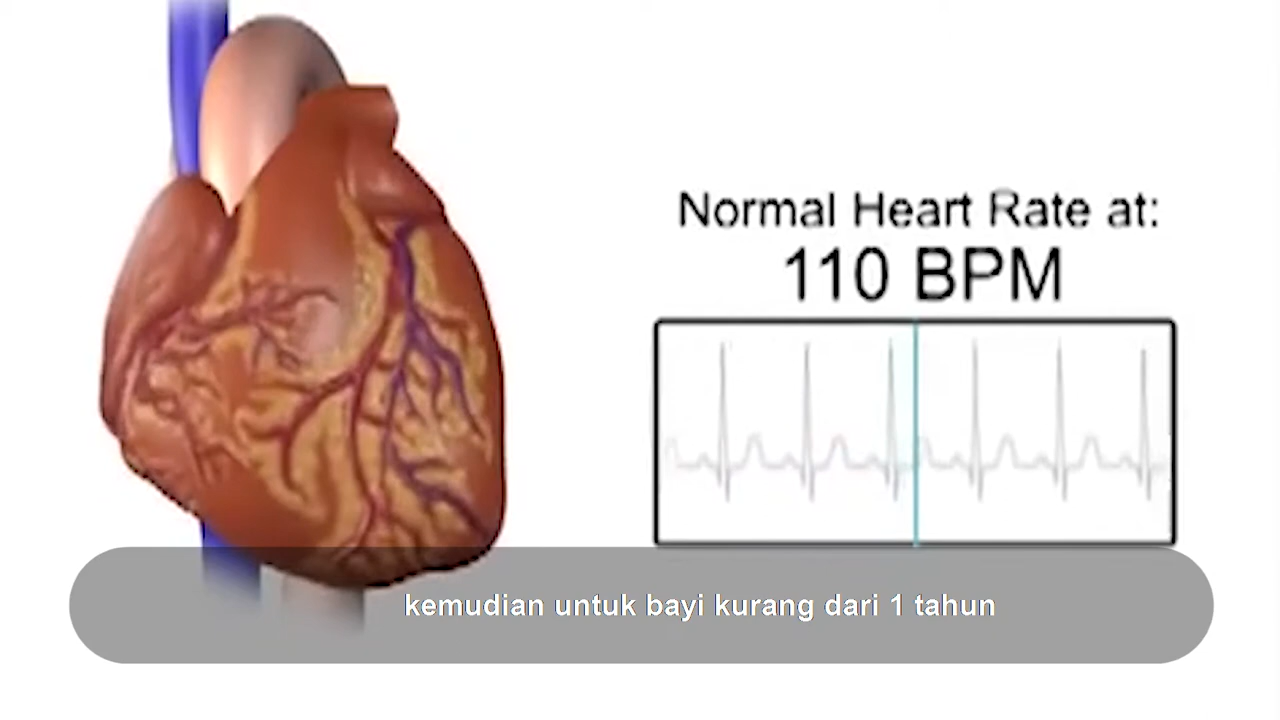 Normal Heart Rate at:
110 BPM
kemudian untuk bayi kurang dari 1 tahun